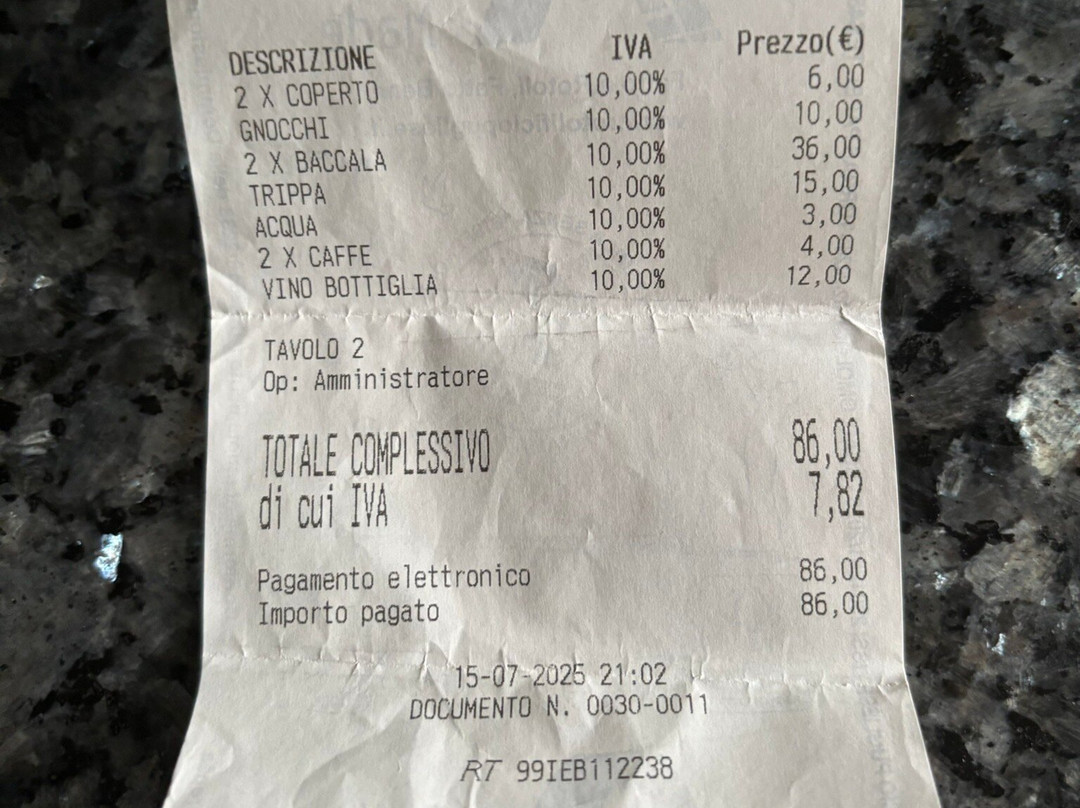 DESCRIZIONE IVA Prezzo(€)
2 X COPERTO 10,00% 6,00
GNOCCHI 10,00% 10,00
2 X BACCALA 10,00% 36,00
TRIPPA 10,00% 15,00
ACQUA 10,00% 3,00
2 X CAFFE 10,00% 4,00
VINO BOTTIGLIA 10,00% 12,00
TAVOLO 2
Op: Amministratore
TOTALE COMPLESSIVO 86,00
di cui IVA 7,82
Pagamento elettronico 86,00
Importo pagato 86,00
15-07-2025 21:02
DOCUMENTO N. 0030-0011
RT 99IEB112238